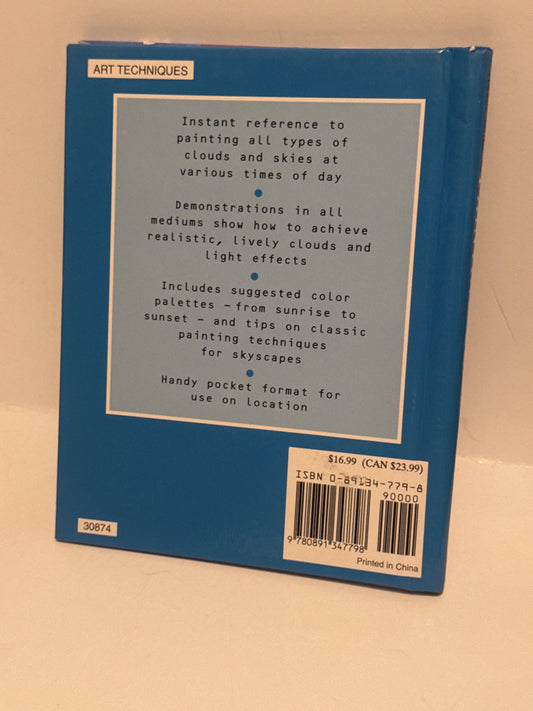 ART TECHNIQUES
Instant reference to
painting all types of
clouds and skies at
various times of day
Demonstrations in all
mediums show how to achieve
realistic, lively clouds and
light effects
Includes suggested color
palettes – from sunrise to
sunset – and tips on classic
painting techniques
for skyscapes
Handy pocket format for
use on location
$16.99 (CAN $23.99)
ISBN 0-89134-779-8
90000
9 780891 347798
Printed in China
30874